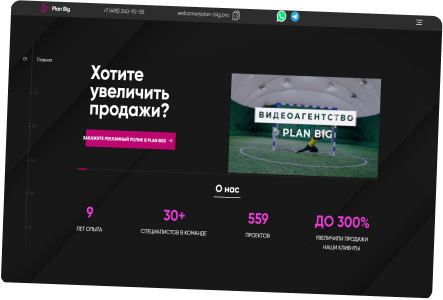 Plan Big
+7 (495) 240-92-55
welcome@plan-big.pro
01 Главная
Хотите
увеличить
продажи?
ЗАКАЖИТЕ РЕКЛАМНЫЙ РОЛИК В PLAN BIG! →
ВИДЕОАГЕНТСТВО
PLAN BIG
О нас
9
ЛЕТ ОПЫТА
30+
СПЕЦИАЛИСТОВ В КОМАНДЕ
559
ПРОЕКТОВ
ДО 300%
УВЕЛИЧИЛИ ПРОДАЖИ
НАШИ КЛИЕНТЫ